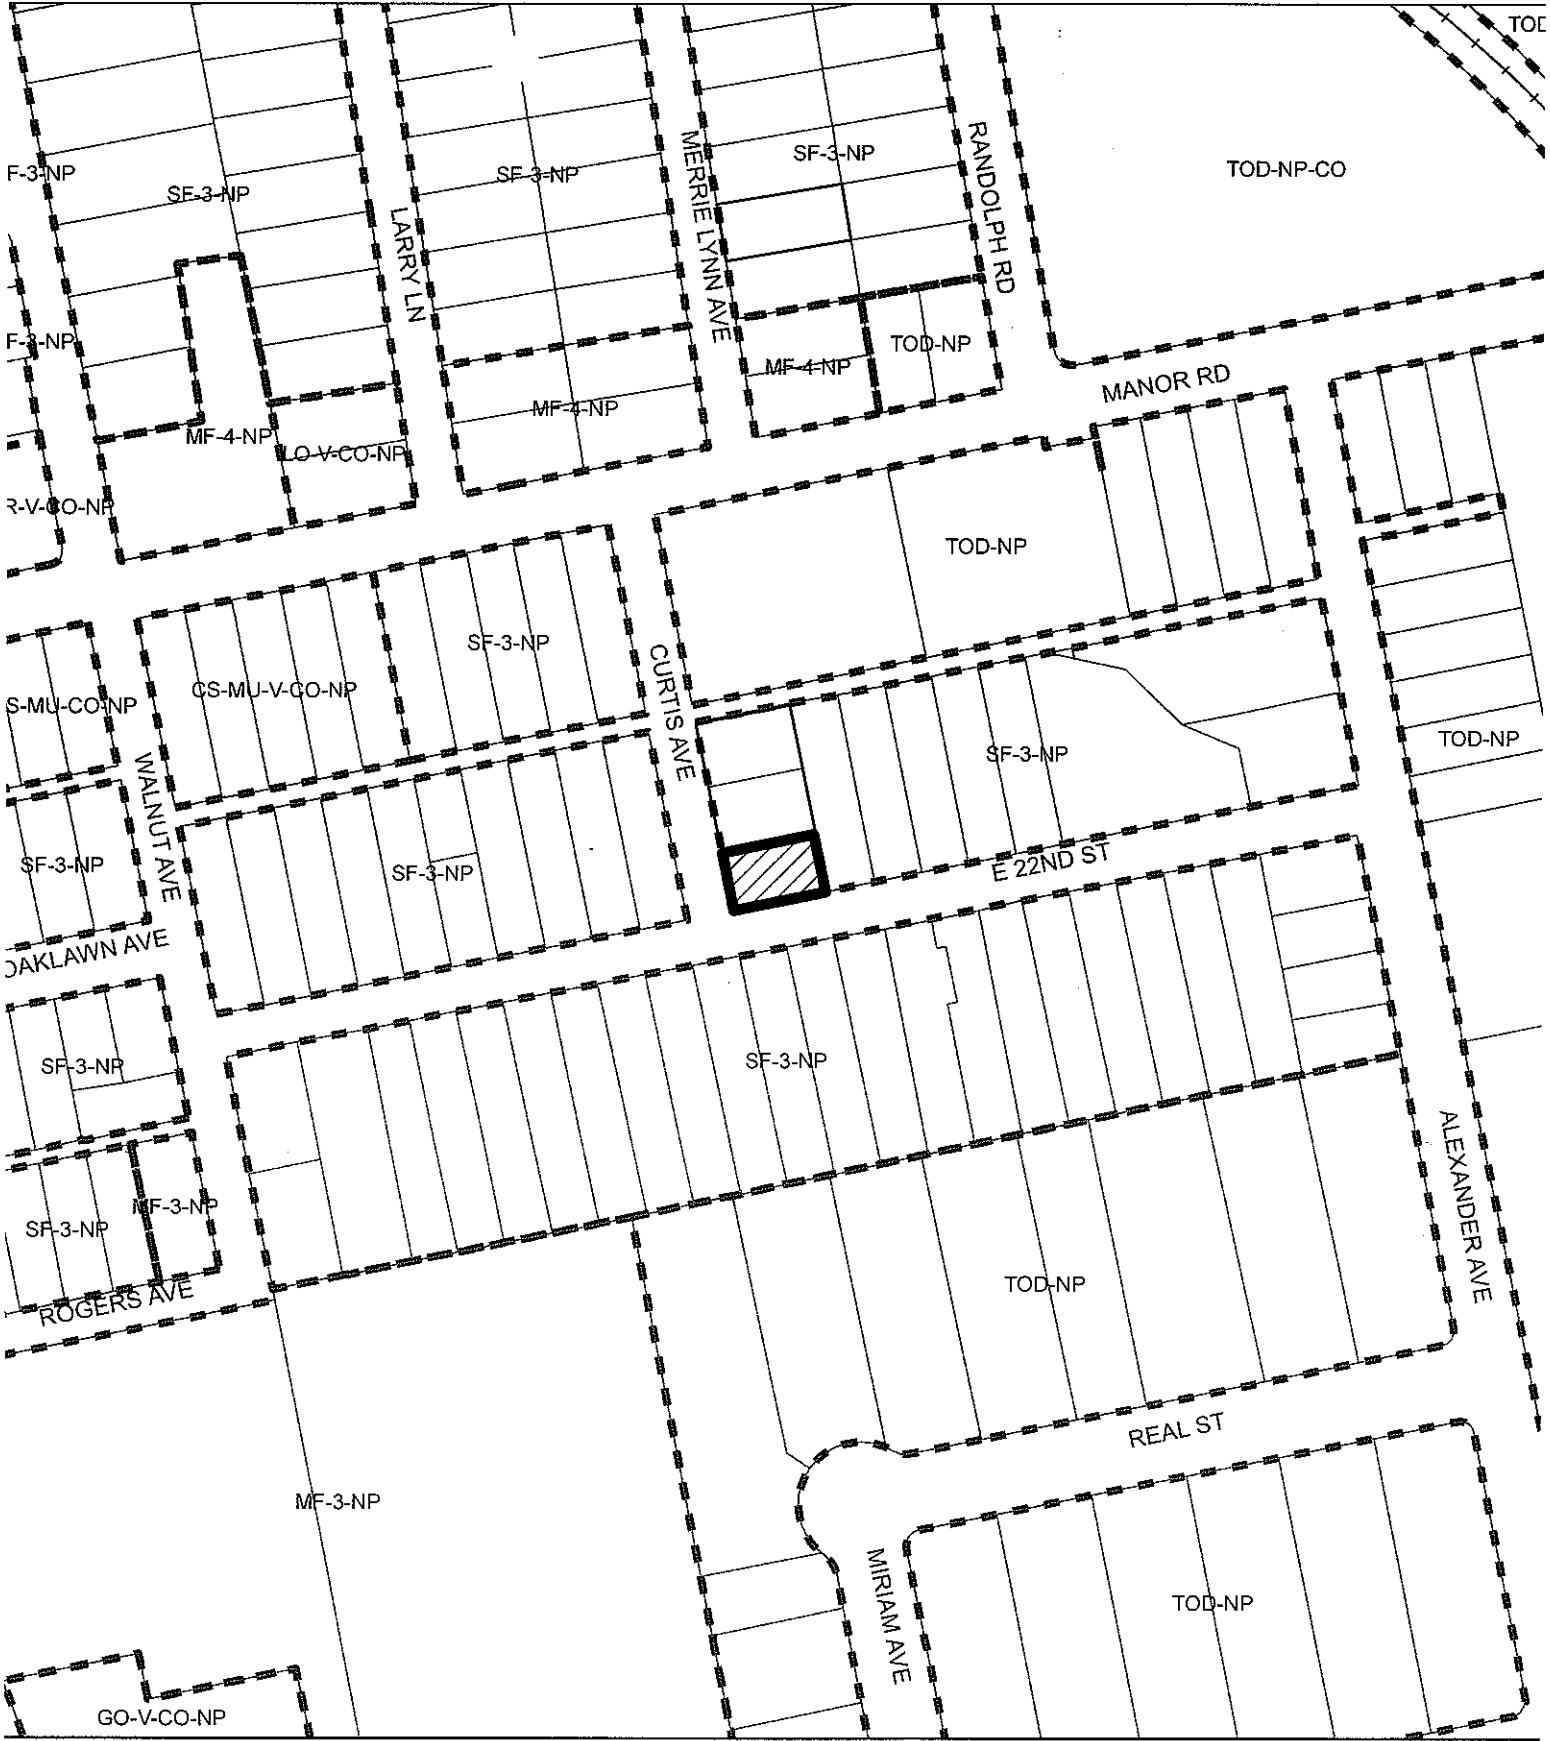 TOD
F-3-NP
SF-3-NP
SF-3-NP
SF-3-NP
TOD-NP-CO
LARRY LN
MERRIE LYNN AVE
RANDOLPH RD
F-3-NP
MF-4-NP
TOD-NP
MANOR RD
MF-4-NP
MF-4-NP
LO-V-CO-NP
R-V-CO-NP
TOD-NP
SF-3-NP
CS-MU-V-CO-NP
S-MU-CO-NP
CURTIS AVE
SF-3-NP
TOD-NP
WALNUT AVE
SF-3-NP
SF-3-NP
E 22ND ST
OAKLAWN AVE
SF-3-NP
SF-3-NP
ALEXANDER AVE
MF-3-NP
SF-3-NP
ROGERS AVE
TOD-NP
REAL ST
MF-3-NP
MIRIAM AVE
TOD-NP
GO-V-CO-NP